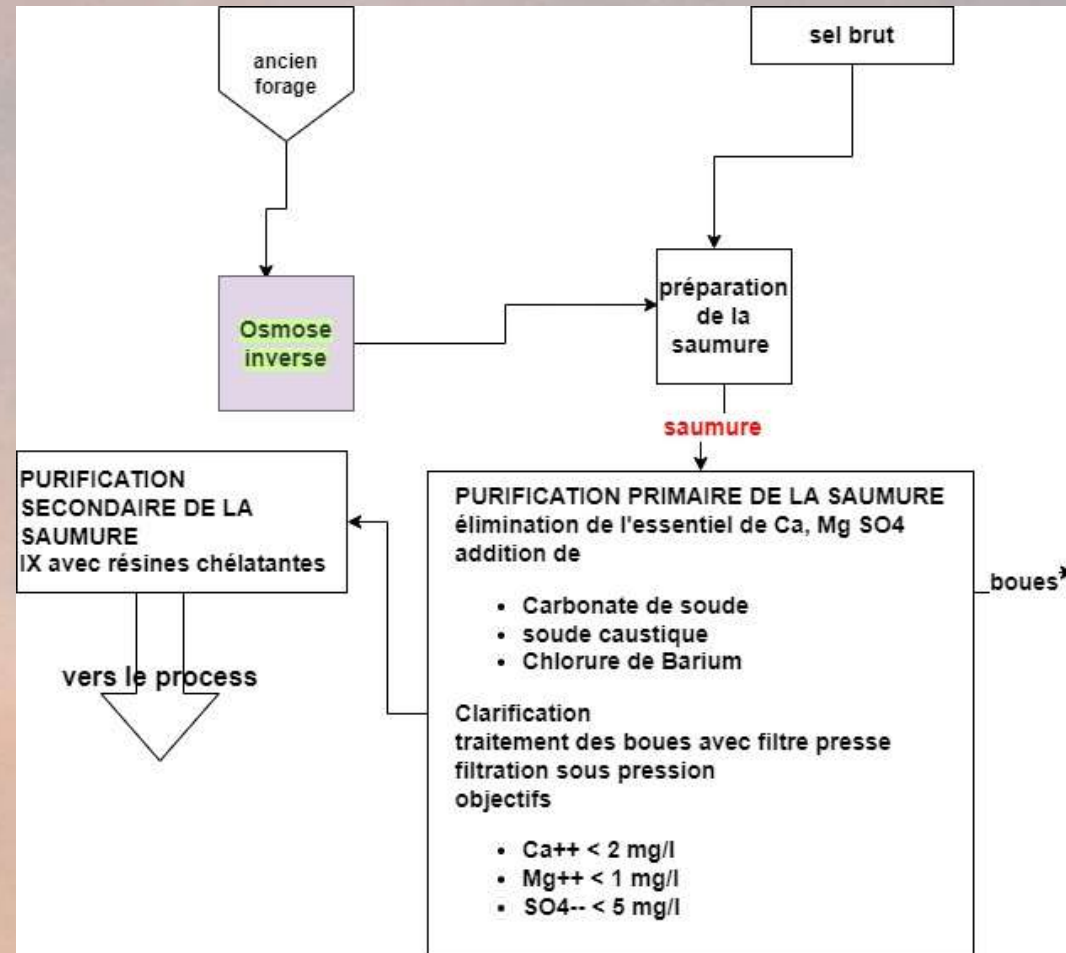 ancien
forage
sel brut
Osmose
inverse
préparation
de la
saumure
saumure
PURIFICATION PRIMAIRE DE LA SAUMURE
élimination de l'essentiel de Ca, Mg SO4
addition de
• Carbonate de soude
• soude caustique
• Chlorure de Barium
Clarification
traitement des boues avec filtre presse
filtration sous pression
objectifs
• Ca++ < 2 mg/l
• Mg++ < 1 mg/l
• SO4-- < 5 mg/l
boues
PURIFICATION
SECONDAIRE DE LA
SAUMURE
IX avec résines chélatantes
vers le process